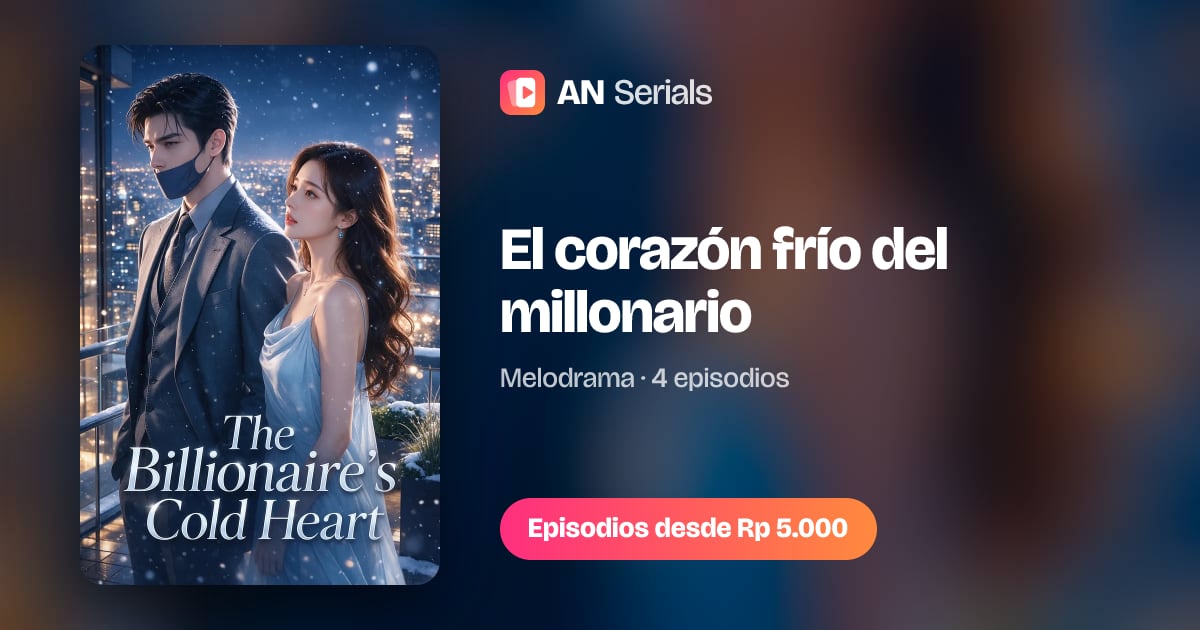 The
Billionaire's
Cold Heart
AN Serials
El corazón frío del
millonario
Melodrama · 4 episodios
Episodios desde Rp 5.000